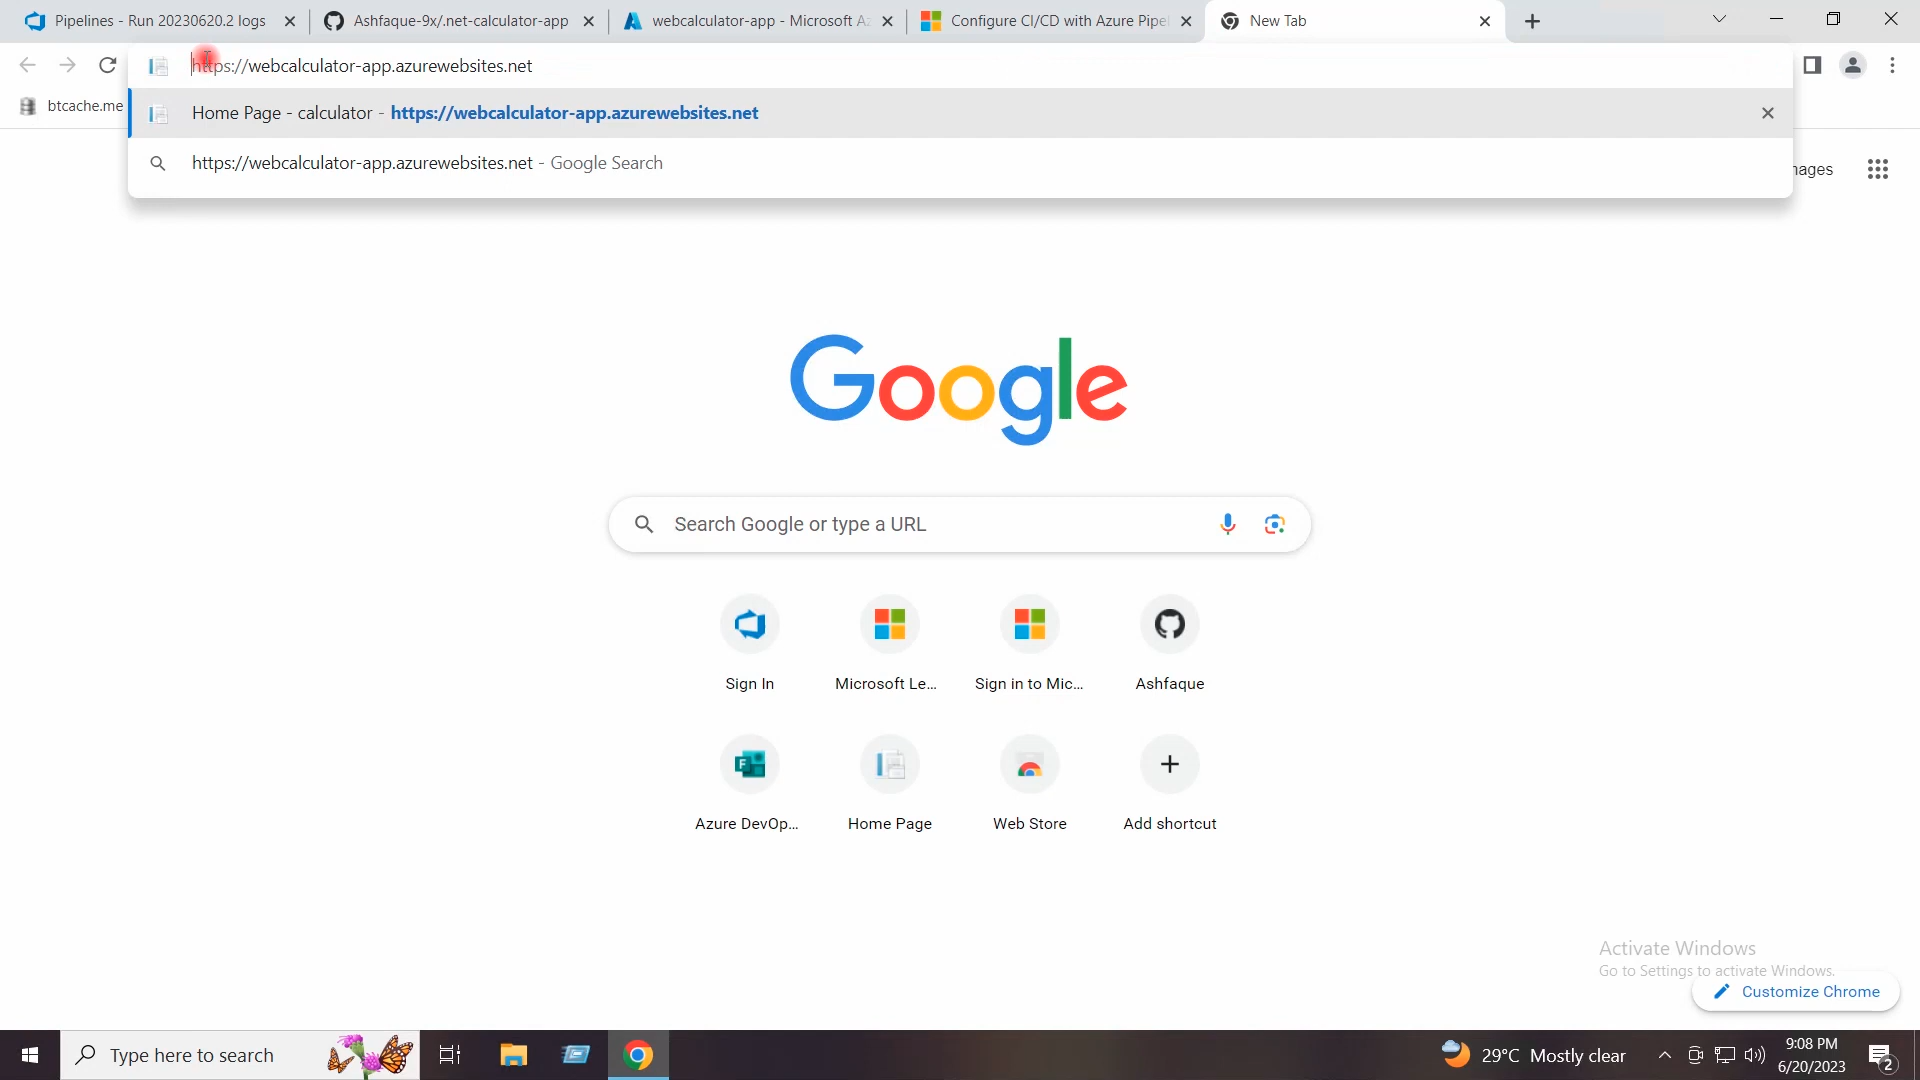 Pipelines - Run 20230620.2 logs
Ashfaque-9x/.net-calculator-app
webcalculator-app - Microsoft Az
Configure CI/CD with Azure Pipel
New Tab
https://webcalculator-app.azurewebsites.net
btcache.me
Home Page - calculator - https://webcalculator-app.azurewebsites.net
https://webcalculator-app.azurewebsites.net - Google Search
mages
Google
Search Google or type a URL
Sign In
Microsoft Le...
Sign in to Mic...
Ashfaque
F
Azure DevOp...
Home Page
Web Store
Add shortcut
Activate Windows
Go to Settings to activate Windows.
Customize Chrome
Type here to search
29°C Mostly clear
9:08 PM
6/20/2023
2